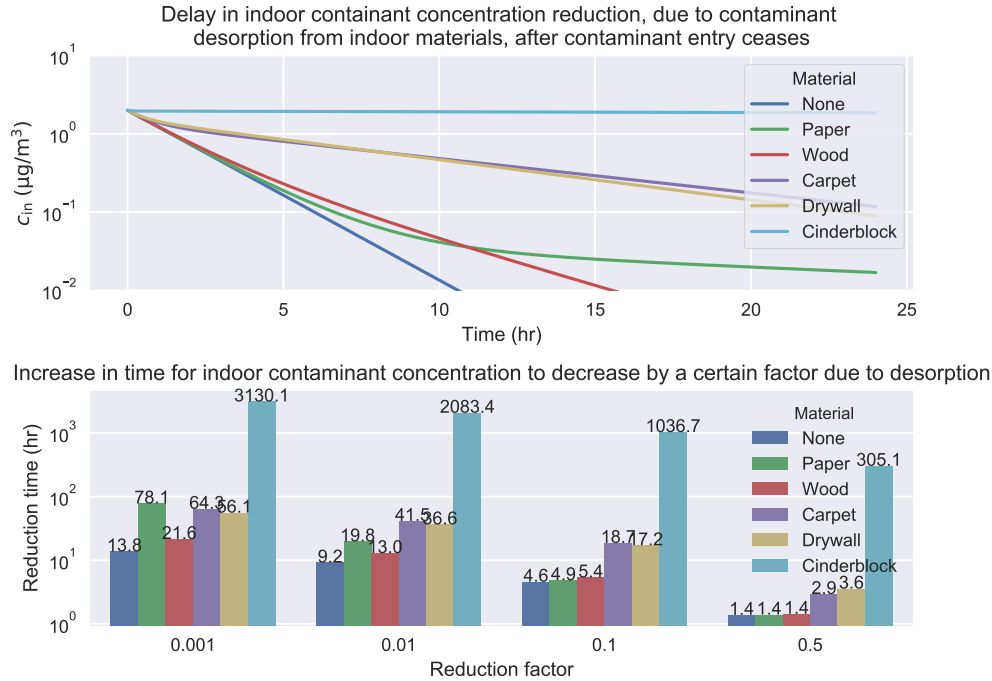 Delay in indoor containant concentration reduction, due to contaminant
desorption from indoor materials, after contaminant entry ceases
10^1
10^0
10^−1
10^−2
c_in (µg/m^3)
0 5 10 15 20 25
Time (hr)
Material
None
Paper
Wood
Carpet
Drywall
Cinderblock
Increase in time for indoor contaminant concentration to decrease by a certain factor due to desorption
10^3
10^2
10^1
10^0
Reduction time (hr)
13.8 78.1 21.6 64.3 56.1 3130.1
9.2 19.8 13.0 41.5 36.6 2083.4
4.6 4.9 5.4 18.7 17.2 1036.7
1.4 1.4 1.4 2.9 3.6 305.1
Material
None
Paper
Wood
Carpet
Drywall
Cinderblock
0.001 0.01 0.1 0.5
Reduction factor